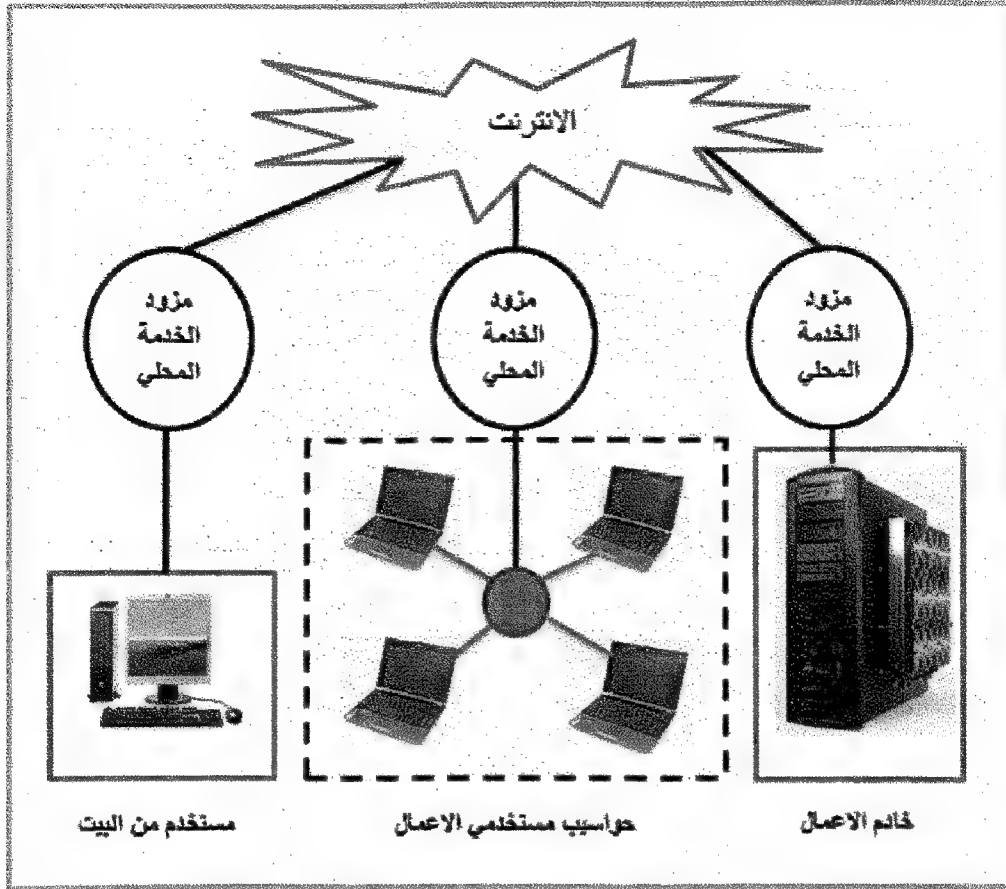 الانترنت
مزود
الخدمة
المحلي
مزود
الخدمة
المحلي
مزود
الخدمة
المحلي
خادم الاعمال
حواسيب مستخدمي الاعمال
مستخدم من البيت